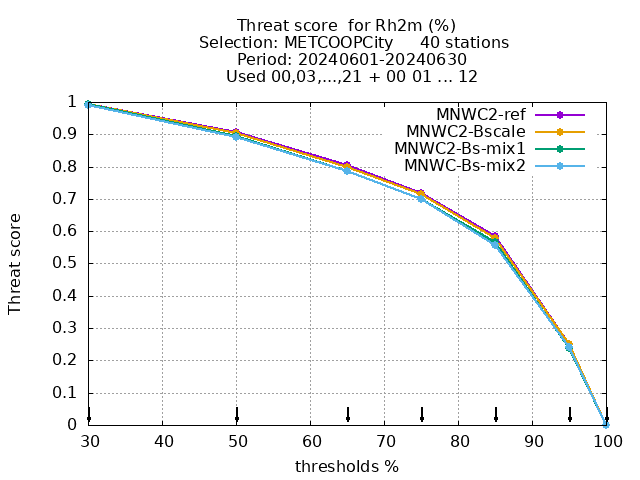 Threat score  for Rh2m (%)
Selection: METCOOPCity     40 stations
Period: 20240601-20240630
Used 00,03,...,21 + 00 01 ... 12
MNWC2-ref
MNWC2-Bscale
MNWC2-Bs-mix1
MNWC-Bs-mix2
Threat score
1
0.9
0.8
0.7
0.6
0.5
0.4
0.3
0.2
0.1
0
30 40 50 60 70 80 90 100
thresholds %